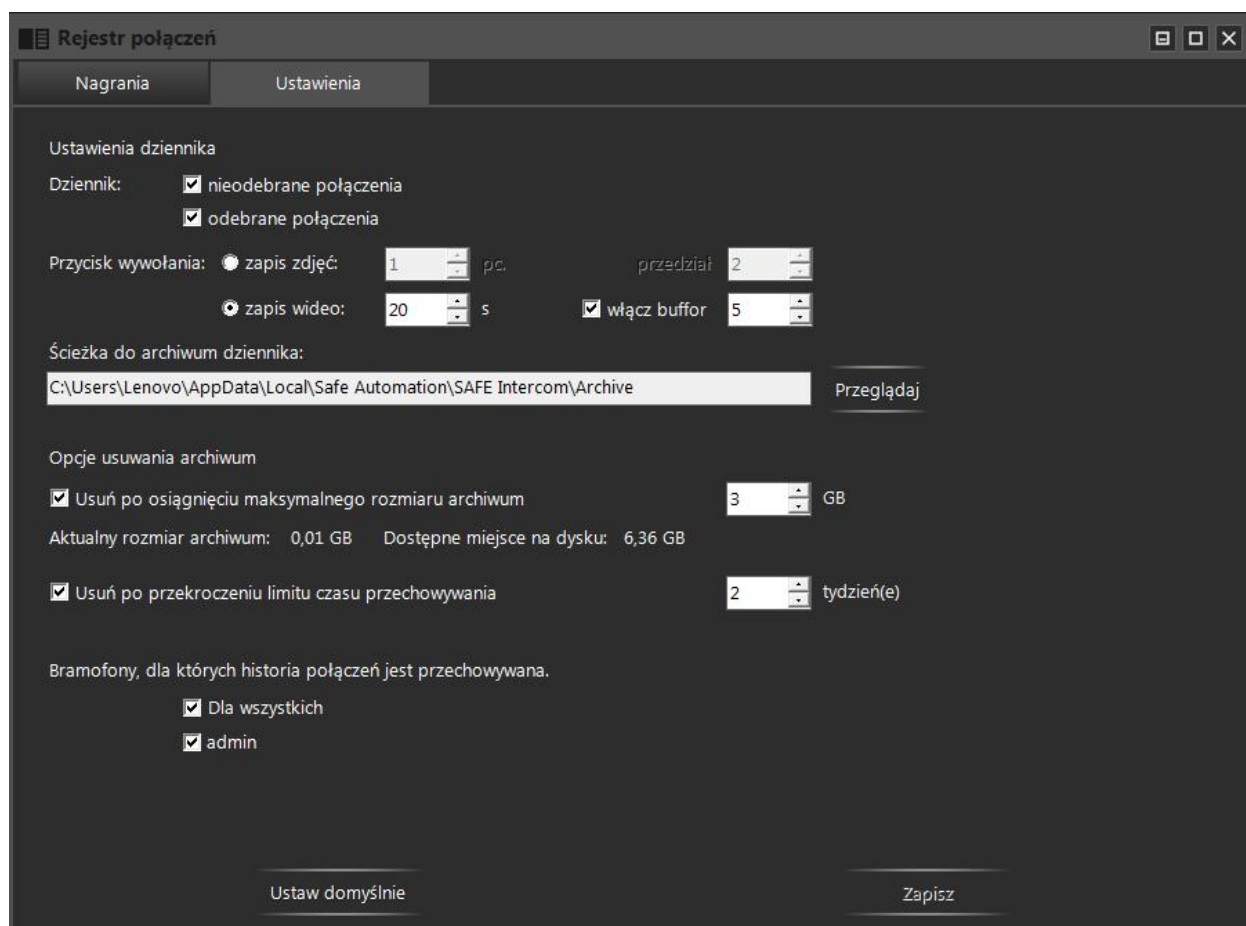 Rejestr połączeń
Nagrania Ustawienia
Ustawienia dziennika
Dziennik: nieodebrane połączenia
odebrane połączenia
Przycisk wywołania: zapis zdjęć: 1 pc. przedział 2
zapis wideo: 20 s włącz buffor 5
Ścieżka do archiwum dziennika:
C:\Users\Lenovo\AppData\Local\Safe Automation\SAFE Intercom\Archive Przeglądaj
Opcje usuwania archiwum
Usuń po osiągnięciu maksymalnego rozmiaru archiwum 3 GB
Aktualny rozmiar archiwum: 0,01 GB Dostępne miejsce na dysku: 6,36 GB
Usuń po przekroczeniu limitu czasu przechowywania 2 tydzień(e)
Bramofony, dla których historia połączeń jest przechowywana.
Dla wszystkich
admin
Ustaw domyślnie Zapisz